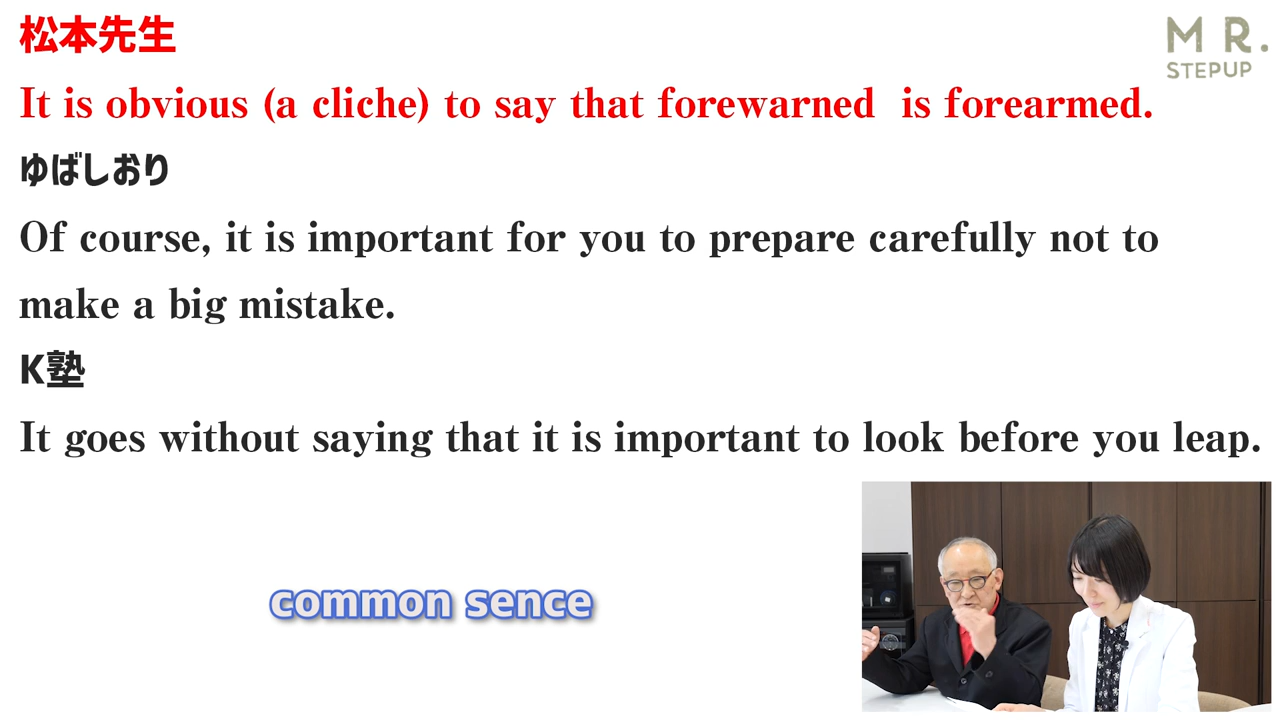 松本先生
MR.
STEPUP
It is obvious (a cliche) to say that forewarned is forearmed.
ゆばしおり
Of course, it is important for you to prepare carefully not to
make a big mistake.
K塾
It goes without saying that it is important to look before you leap.
common sence